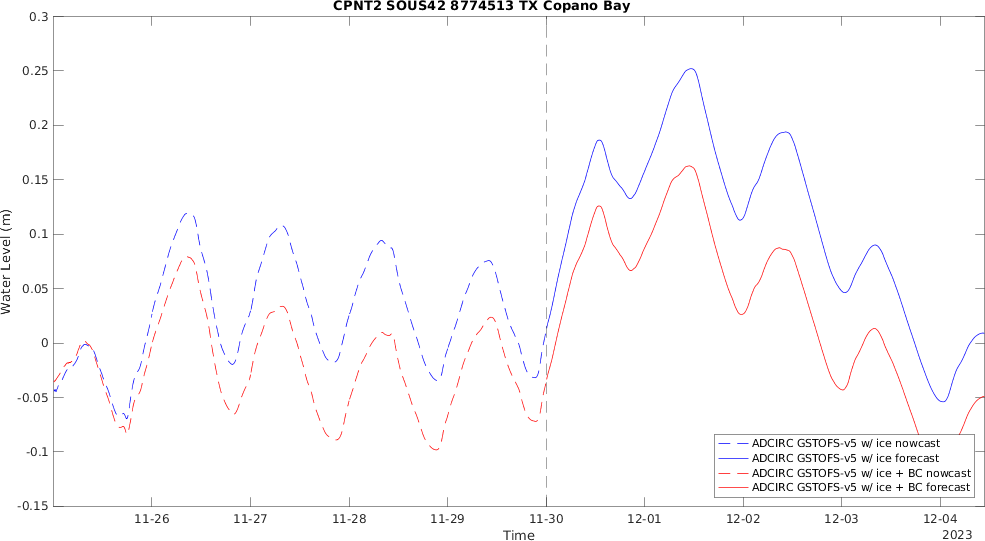 CPNT2 SOUS42 8774513 TX Copano Bay
0.3
0.25
0.2
0.15
0.1
0.05
0
-0.05
-0.1
-0.15
Water Level (m)
11-26
11-27
11-28
11-29
11-30
12-01
12-02
12-03
12-04
Time
2023
ADCIRC GSTOFS-v5 w/ ice nowcast
ADCIRC GSTOFS-v5 w/ ice forecast
ADCIRC GSTOFS-v5 w/ ice + BC nowcast
ADCIRC GSTOFS-v5 w/ ice + BC forecast